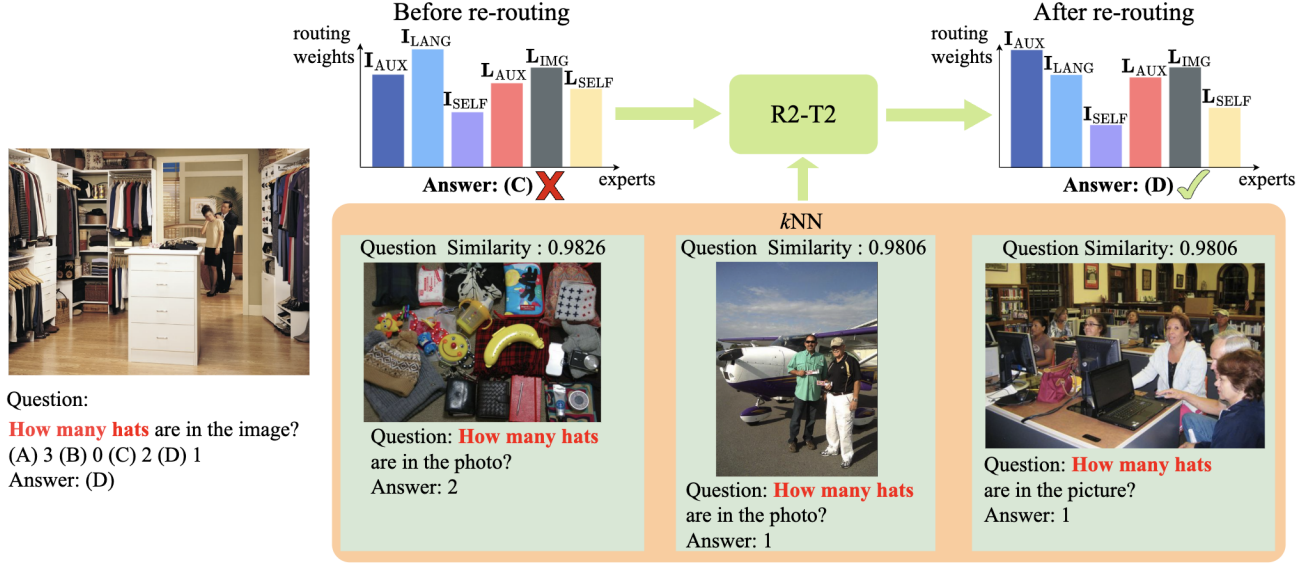 Before re-routing
routing
weights
I_AUX
I_LANG
I_SELF
L_AUX
L_IMG
L_SELF
experts
Answer: (C)
R2-T2
After re-routing
routing
weights
I_AUX
I_LANG
I_SELF
L_AUX
L_IMG
L_SELF
experts
Answer: (D)
Question:
How many hats are in the image?
(A) 3 (B) 0 (C) 2 (D) 1
Answer: (D)
kNN
Question Similarity : 0.9826
Question: How many hats
are in the photo?
Answer: 2
Question Similarity : 0.9806
Question: How many hats
are in the photo?
Answer: 1
Question Similarity: 0.9806
Question: How many hats
are in the picture?
Answer: 1